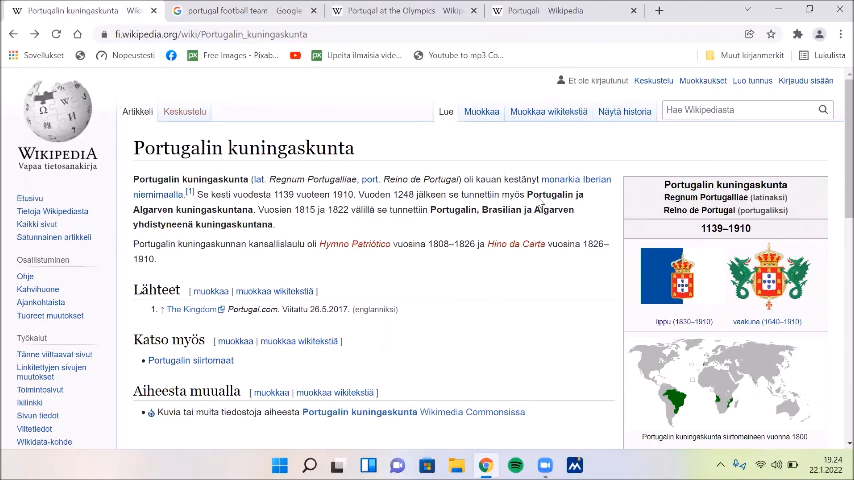 Portugalin kuningaskunta
Wiki
portugal football team
Google
Portugal at the Olympics
Wikip
Portugali
Wikipedia
fi.wikipedia.org/wiki/Portugalin_kuningaskunta
Sovellukset
Nopeustesti
Free Images - Pixab...
Upeita ilmaisia video...
Youtube to mp3 Co...
Muut kirjanmerkit
Lukulista
Et ole kirjautunut
Keskustelu
Muokkaukset
Luo tunnus
Kirjaudu sisään
Artikkeli
Keskustelu
Lue
Muokkaa
Muokkaa wikitekstiä
Näytä historia
Hae Wikipediasta
WIKIPEDIA
Vapaa tietosanakirja
Etusivu
Tietoja Wikipediasta
Kaikki sivut
Satunnainen artikkeli
Osallistuminen
Ohje
Kahvihuone
Ajankohtaista
Tuoreet muutokset
Työkalut
Tänne viittaavat sivut
Linkitettyjen sivujen
muutokset
Toimintosivut
Ikilinkki
Sivun tiedot
Viitetiedot
Wikidata-kohde
Portugalin kuningaskunta
Portugalin kuningaskunta (lat. Regnum Portugalliae, port. Reino de Portugal) oli kauan kestänyt monarkia Iberian
niemimaalla.[1] Se kesti vuodesta 1139 vuoteen 1910. Vuoden 1248 jälkeen se tunnettiin myös Portugalin ja
Algarven kuningaskuntana. Vuosien 1815 ja 1822 välillä se tunnettiin Portugalin, Brasilian ja Algarven
yhdistyneenä kuningaskuntana.
Portugalin kuningaskunnan kansallislaulu oli Hymno Patriótico vuosina 1808–1826 ja Hino da Carta vuosina 1826–
1910.
Lähteet [ muokkaa | muokkaa wikitekstiä ]
1. ↑ The Kingdom Portugal.com. Viitattu 26.5.2017. (englanniksi)
Katso myös [ muokkaa | muokkaa wikitekstiä ]
• Portugalin siirtomaat
Aiheesta muualla [ muokkaa | muokkaa wikitekstiä ]
• Kuvia tai muita tiedostoja aiheesta Portugalin kuningaskunta Wikimedia Commonsissa
Portugalin kuningaskunta
Regnum Portugalliae (latinaksi)
Reino de Portugal (portugaliksi)
1139–1910
lippu (1830–1910)
vaakuna (1640–1910)
Portugalin kuningaskunta siirtomaineen vuonna 1800
19.24
22.1.2022